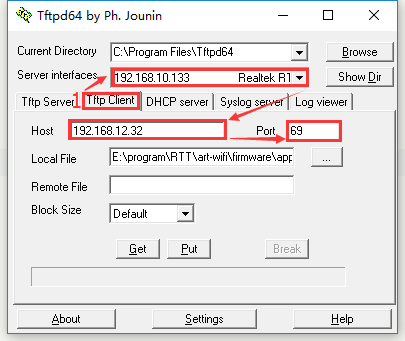 Tftpd64 by Ph. Jounin
Current Directory C:\Program Files\Tftpd64 Browse
Server interfaces 192.168.10.133 Realtek RT Show Dir
1
Tftp Server Tftp Client DHCP server Syslog server Log viewer
Host 192.168.12.32 Port 69
Local File E:\program\RTT\art-wifi\firmware\app ...
Remote File
Block Size Default
Get Put Break
About Settings Help